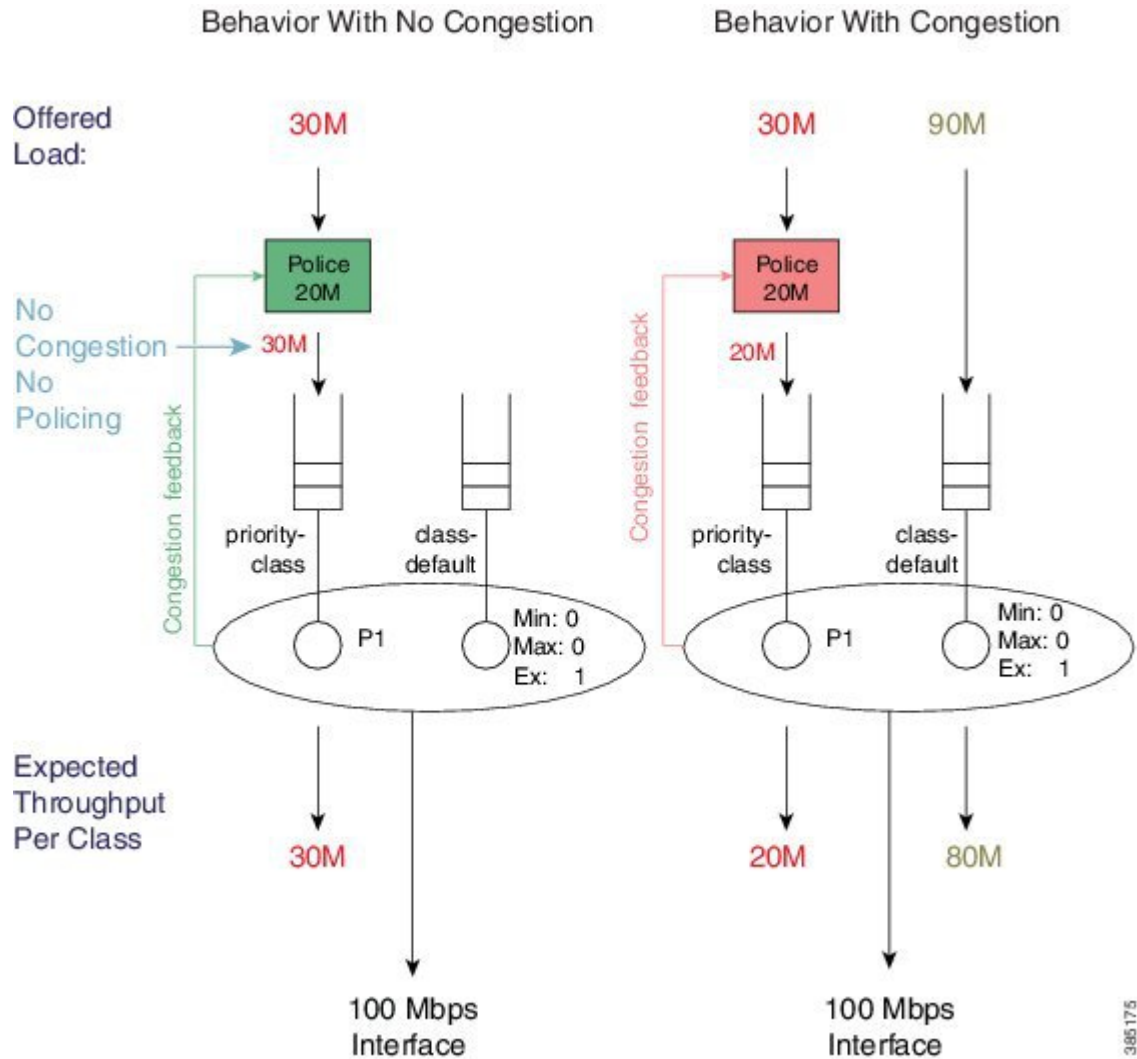 Behavior With No Congestion
Behavior With Congestion
Offered
Load:
30M
30M
90M
Police
20M
Police
20M
No
Congestion
No
Policing
30M
20M
Congestion feedback
Congestion feedback
priority-
class
class-
default
priority-
class
class-
default
P1
Min: 0
Max: 0
Ex: 1
P1
Min: 0
Max: 0
Ex: 1
Expected
Throughput
Per Class
30M
20M
80M
100 Mbps
Interface
100 Mbps
Interface
385175